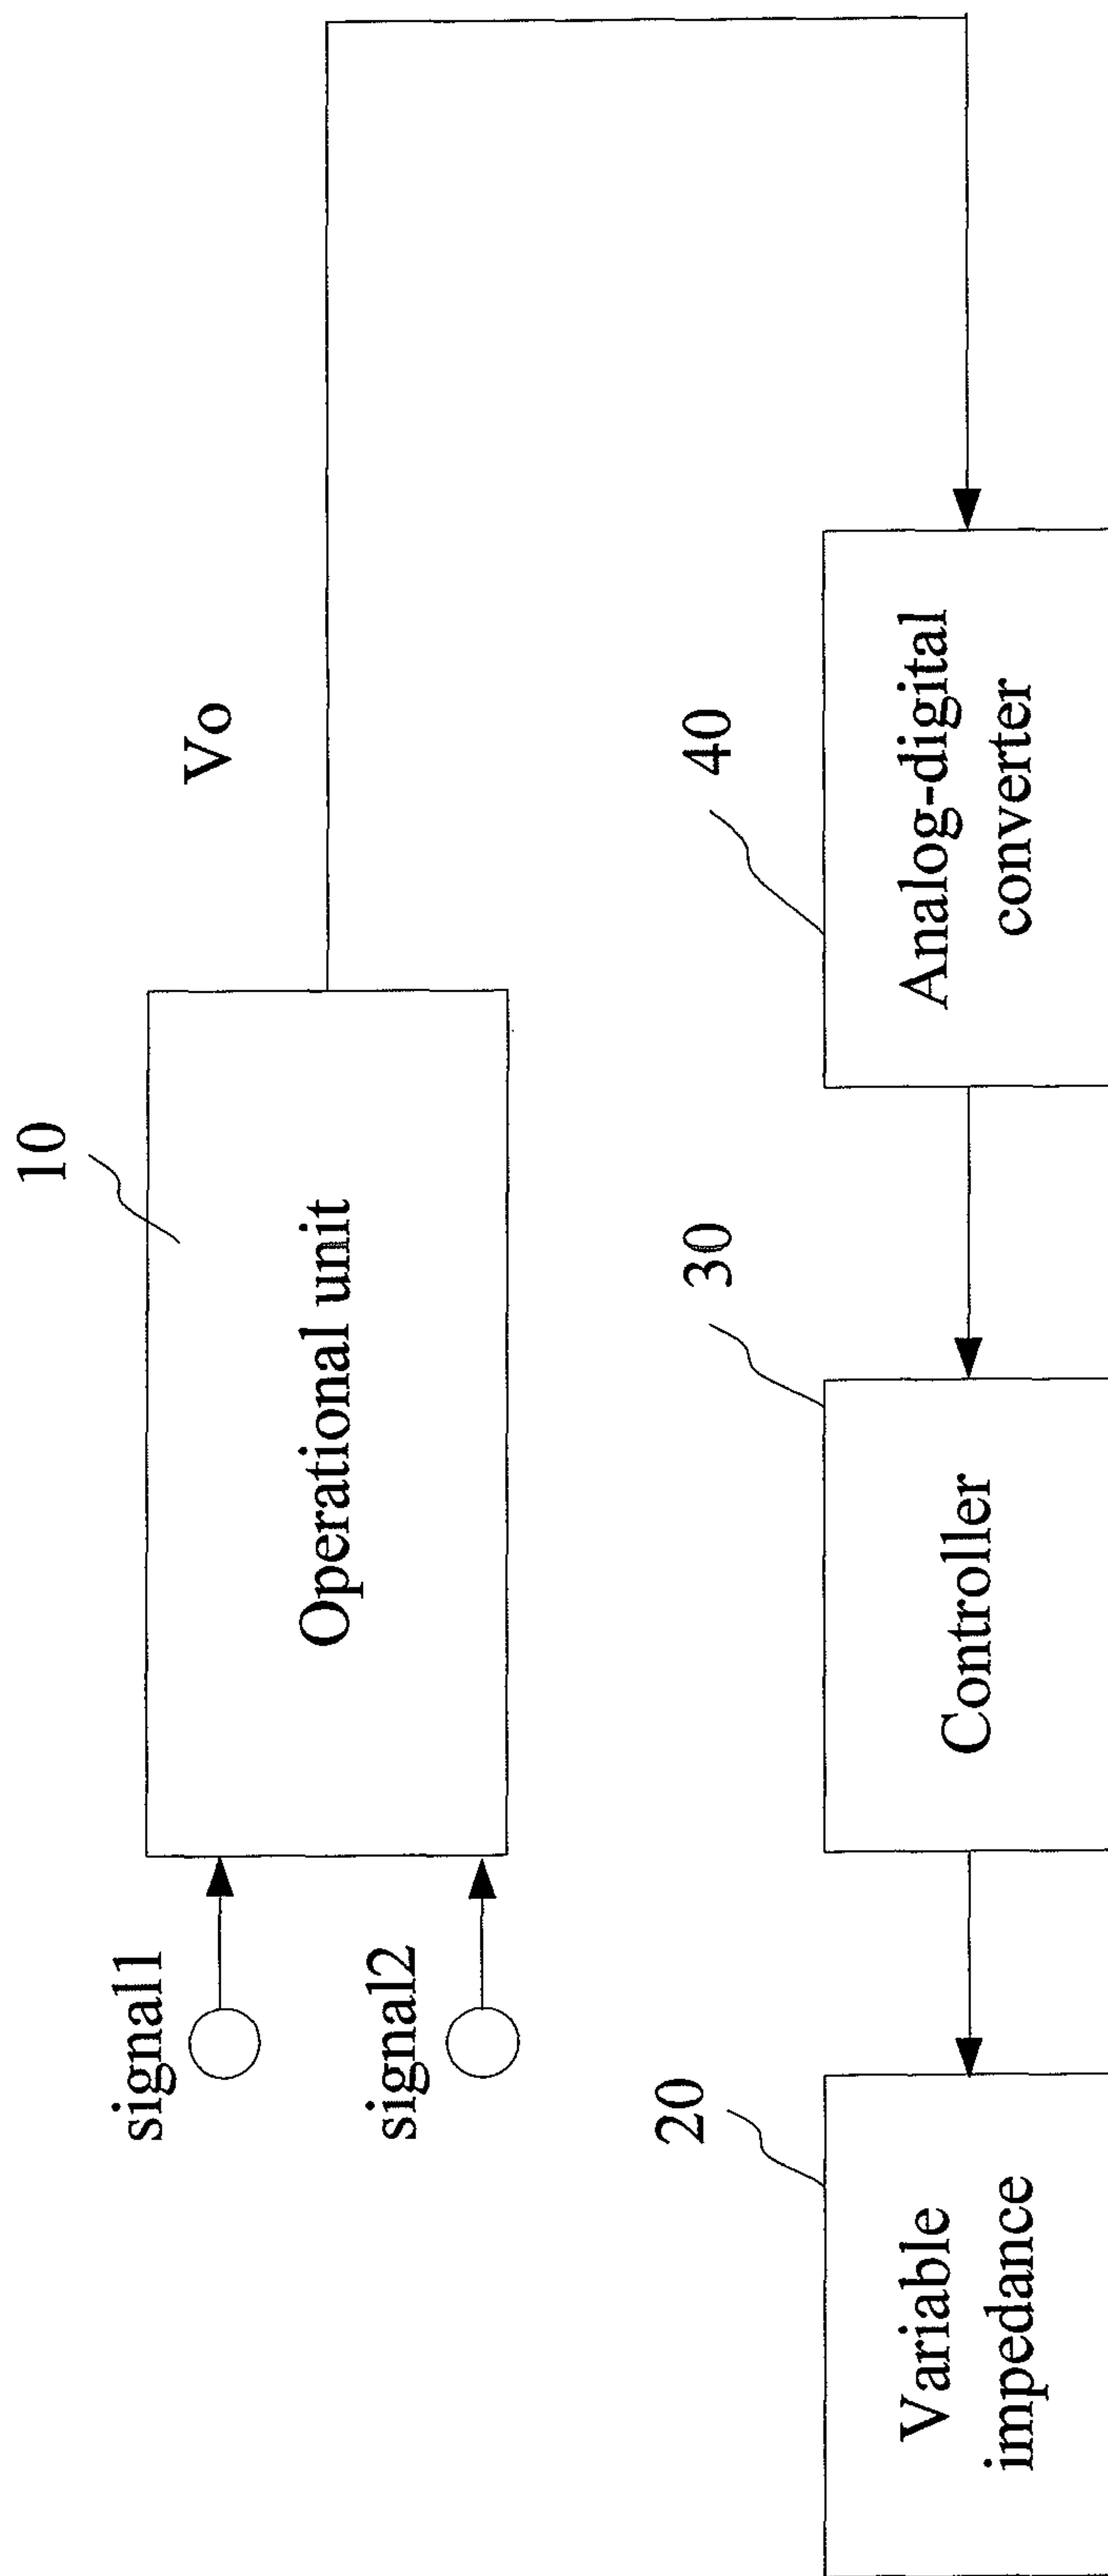 10
signal1
Operational unit
Vo
signal2
20
30
40
Variable
impedance
Controller
Analog-digital
converter